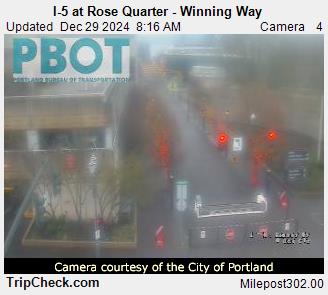 I-5 at Rose Quarter - Winning Way
Updated Dec 29 2024 8:16 AM Camera 4
PBOT
PORTLAND BUREAU OF TRANSPORTATION
Camera courtesy of the City of Portland
TripCheck.com Milepost302.00